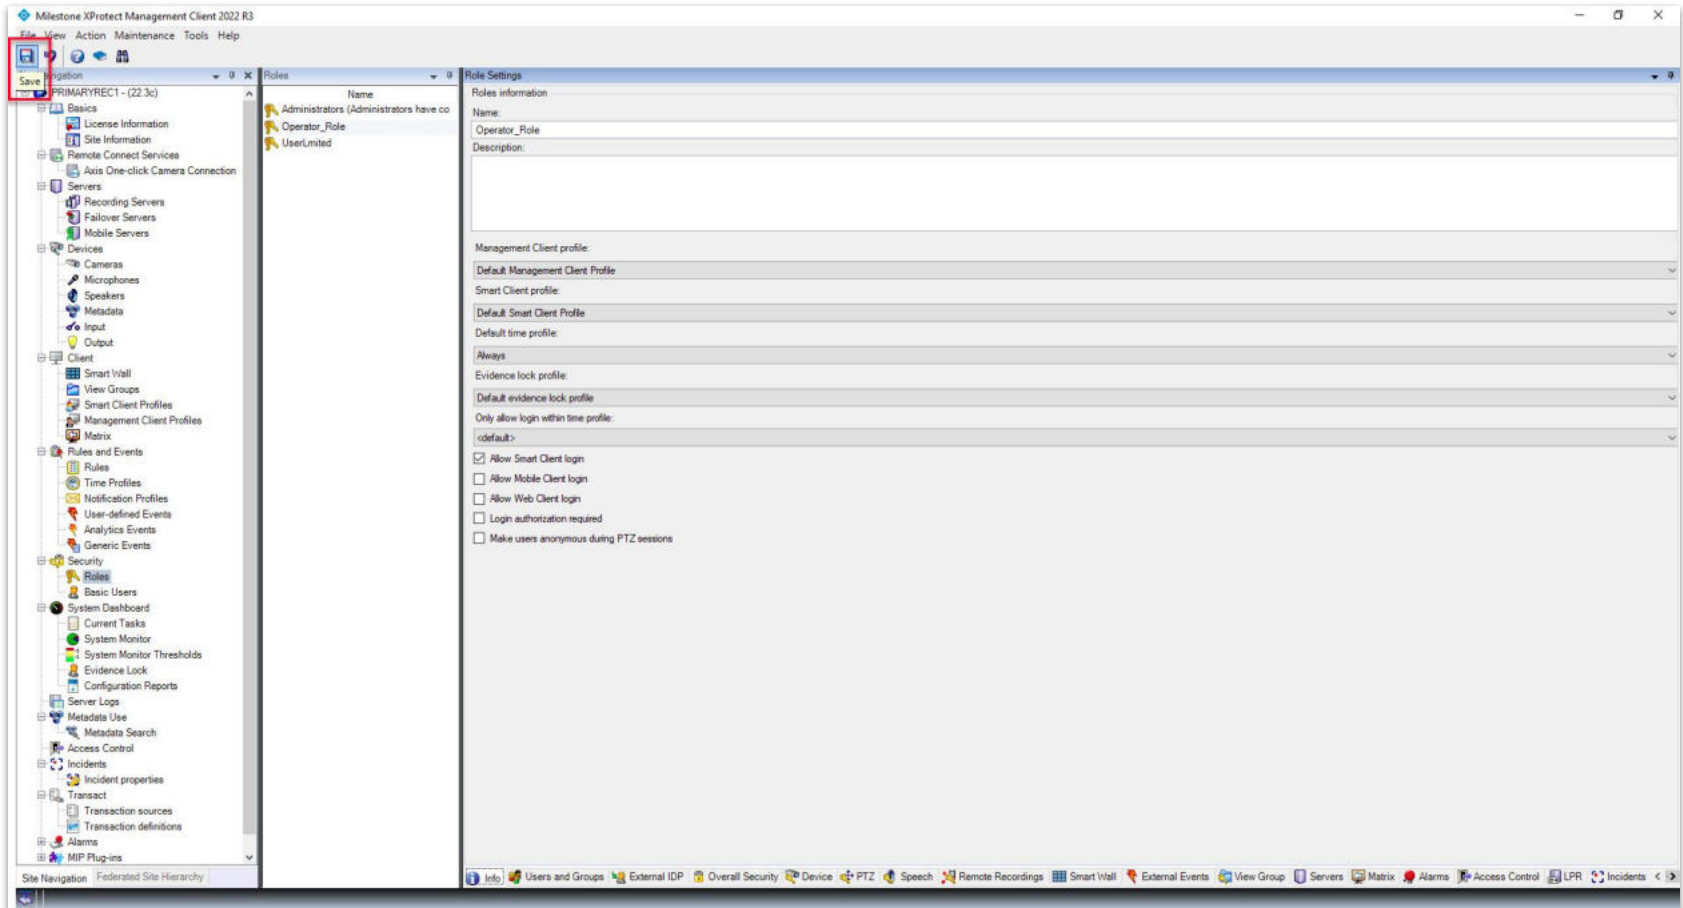 Milestone XProtect Management Client 2022 R3
File View Action Maintenance Tools Help
Save
PRIMARYREC1 - (22.3c)
Basics
License Information
Site Information
Remote Connect Services
Axis One-click Camera Connection
Servers
Recording Servers
Failover Servers
Mobile Servers
Devices
Cameras
Microphones
Speakers
Metadata
Input
Output
Client
Smart Wall
View Groups
Smart Client Profiles
Management Client Profiles
Matrix
Rules and Events
Rules
Time Profiles
Notification Profiles
User-defined Events
Analytics Events
Generic Events
Security
Roles
Basic Users
System Dashboard
Current Tasks
System Monitor
System Monitor Thresholds
Evidence Lock
Configuration Reports
Server Logs
Metadata Use
Metadata Search
Access Control
Incidents
Incident properties
Transact
Transaction sources
Transaction definitions
Alarms
MIP Plug-ins
Site Navigation Federated Site Hierarchy
Roles
Name
Administrators (Administrators have co
Operator_Role
UserLmited
Role Settings
Roles information
Name:
Operator_Role
Description:
Management Client profile:
Default Management Client Profile
Smart Client profile:
Default Smart Client Profile
Default time profile:
Always
Evidence lock profile:
Default evidence lock profile
Only allow login within time profile:
<default>
Allow Smart Client login
Allow Mobile Client login
Allow Web Client login
Login authorization required
Make users anonymous during PTZ sessions
Info Users and Groups External IDP Overall Security Device PTZ Speech Remote Recordings Smart Wall External Events View Group Servers Matrix Alarms Access Control LPR Incidents